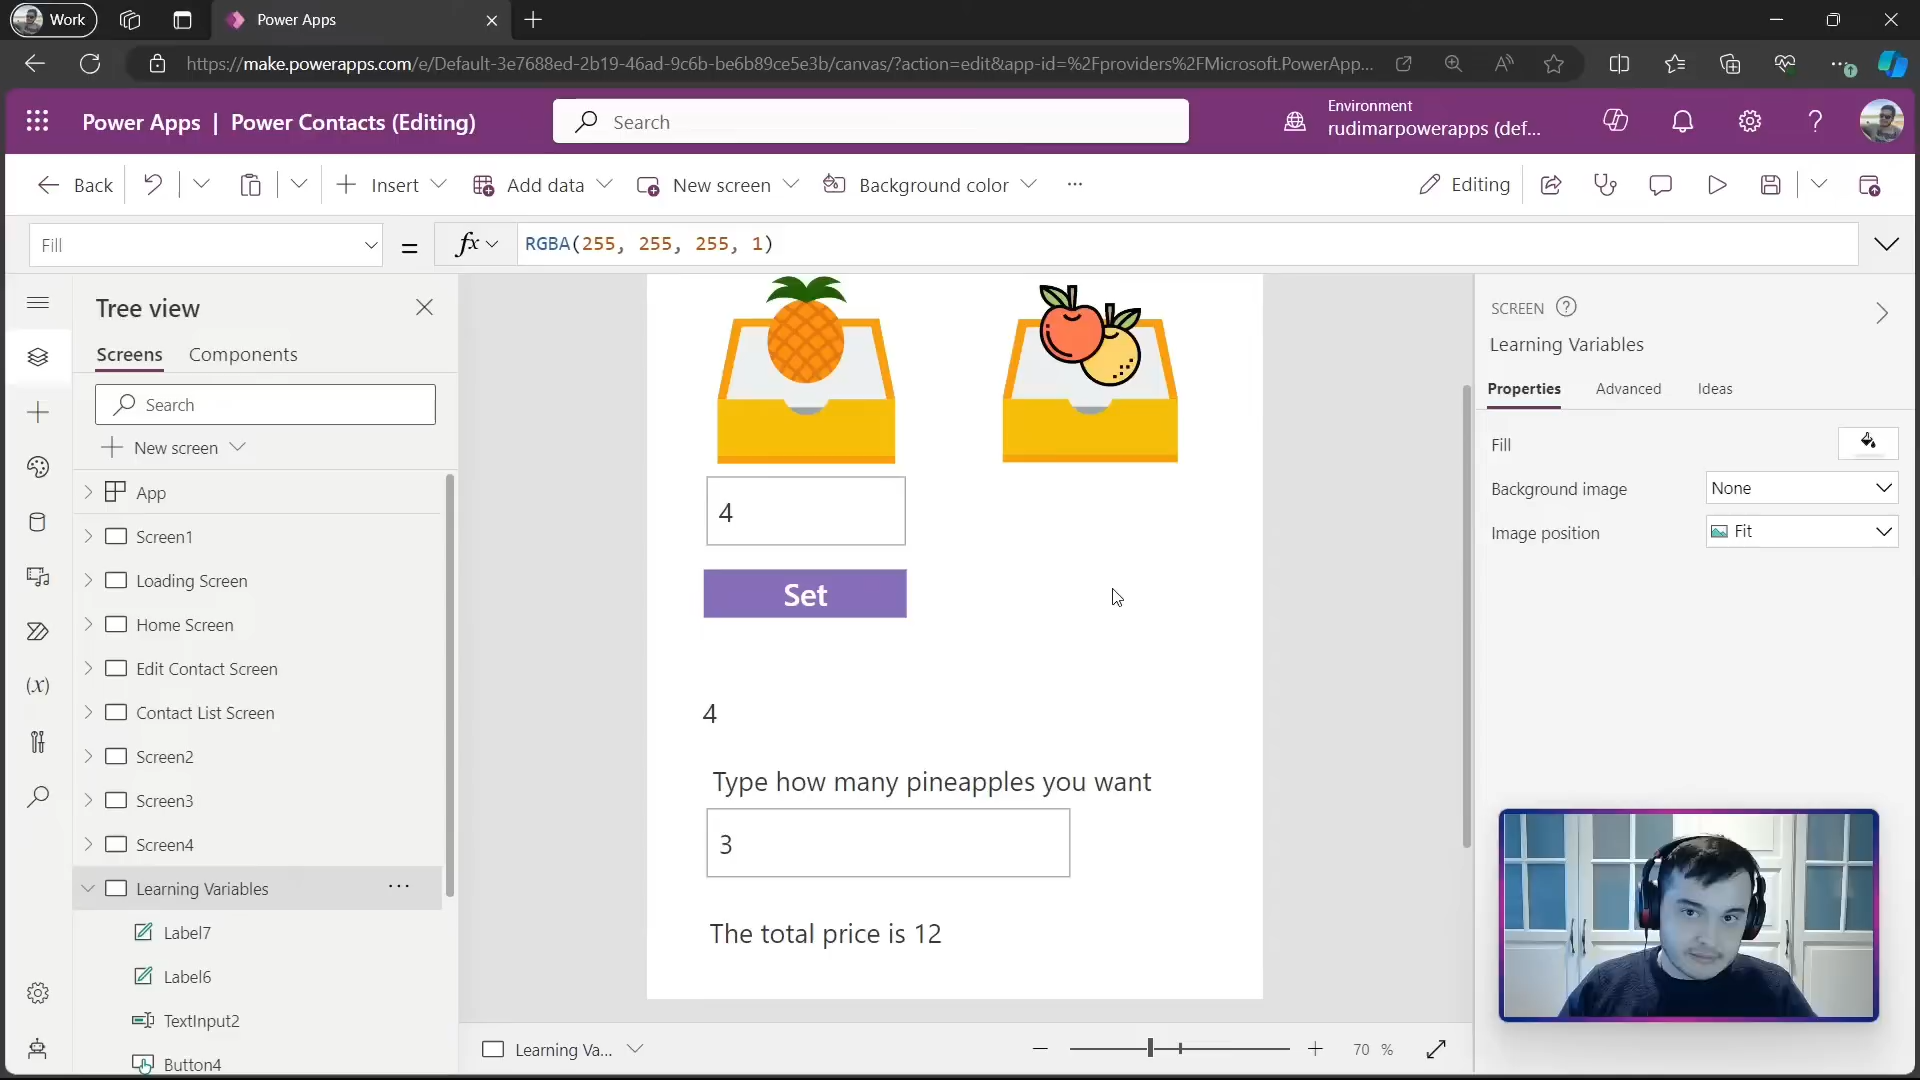 Work
Power Apps
https://make.powerapps.com/e/Default-3e7688ed-2b19-46ad-9c6b-be6b89ce5e3b/canvas/?action=edit&app-id=%2Fproviders%2FMicrosoft.PowerApp...
Power Apps | Power Contacts (Editing)
Search
Environment
rudimarpowerapps (def...
Back
Insert
Add data
New screen
Background color
Editing
Fill
=
fx
RGBA(255, 255, 255, 1)
Tree view
Screens
Components
Search
New screen
App
Screen1
Loading Screen
Home Screen
Edit Contact Screen
Contact List Screen
Screen2
Screen3
Screen4
Learning Variables
Label7
Label6
TextInput2
Button4
4
Set
4
Type how many pineapples you want
3
The total price is 12
Learning Va...
70 %
SCREEN
Learning Variables
Properties
Advanced
Ideas
Fill
Background image
None
Image position
Fit